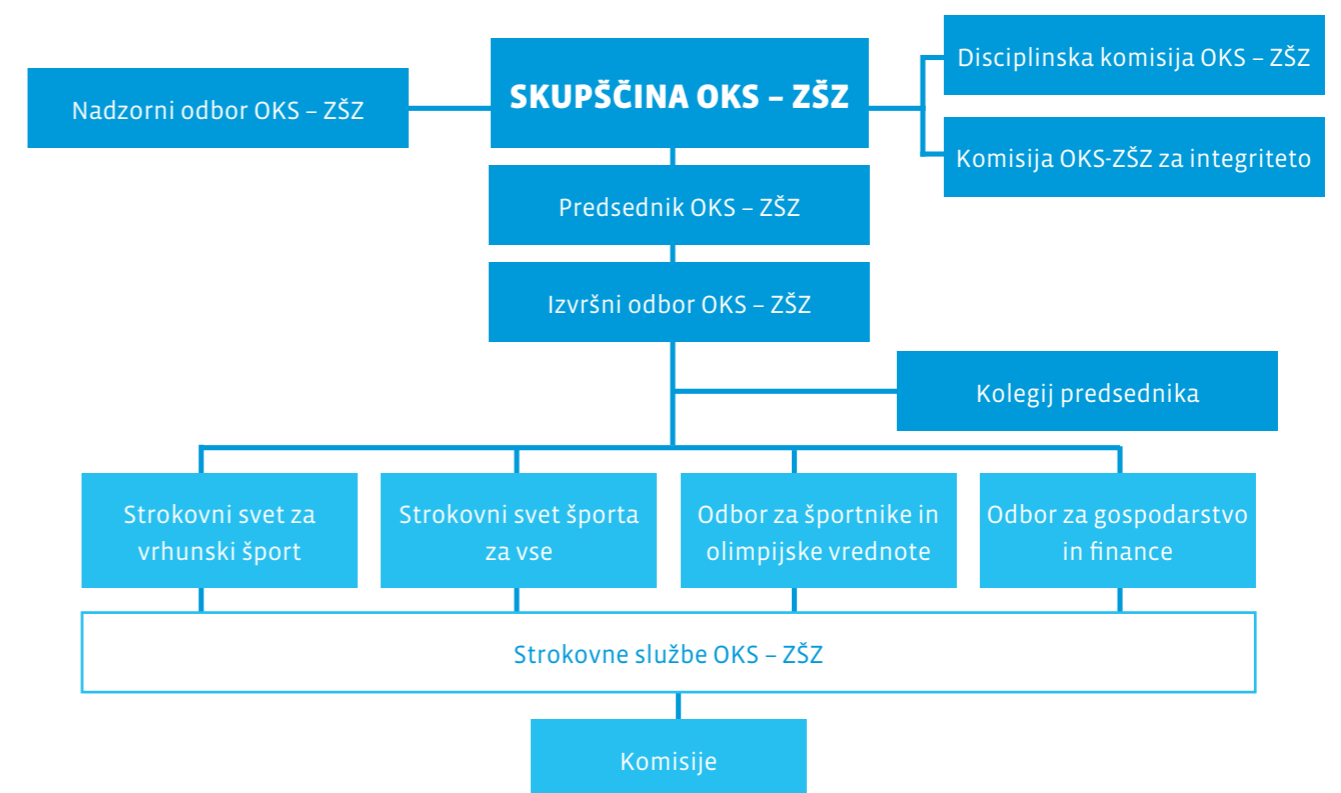 Nadzorni odbor OKS – ZŠZ
SKUPŠČINA OKS – ZŠZ
Disciplinska komisija OKS – ZŠZ
Komisija OKS-ZŠZ za integriteto
Predsednik OKS – ZŠZ
Izvršni odbor OKS – ZŠZ
Kolegij predsednika
Strokovni svet za
vrhunski šport
Strokovni svet športa
za vse
Odbor za športnike in
olimpijske vrednote
Odbor za gospodarstvo
in finance
Strokovne službe OKS – ZŠZ
Komisije